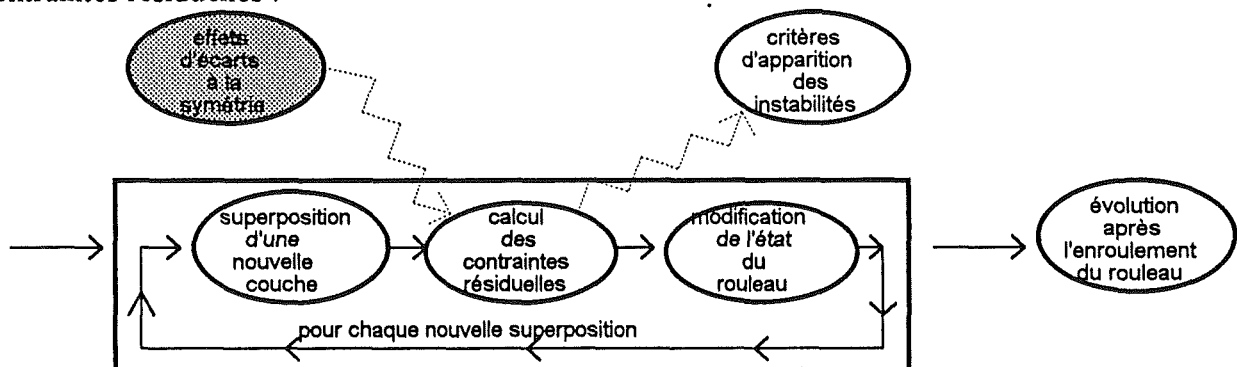 contraintes résiduelles :
effets
d'écarts
à la
symétrie
critères
d'apparition
des
instabilités
superposition
d'une
nouvelle
couche
calcul
des
contraintes
résiduelles
modification
de l'état
du
rouleau
évolution
après
l'enroulement
du rouleau
pour chaque nouvelle superposition